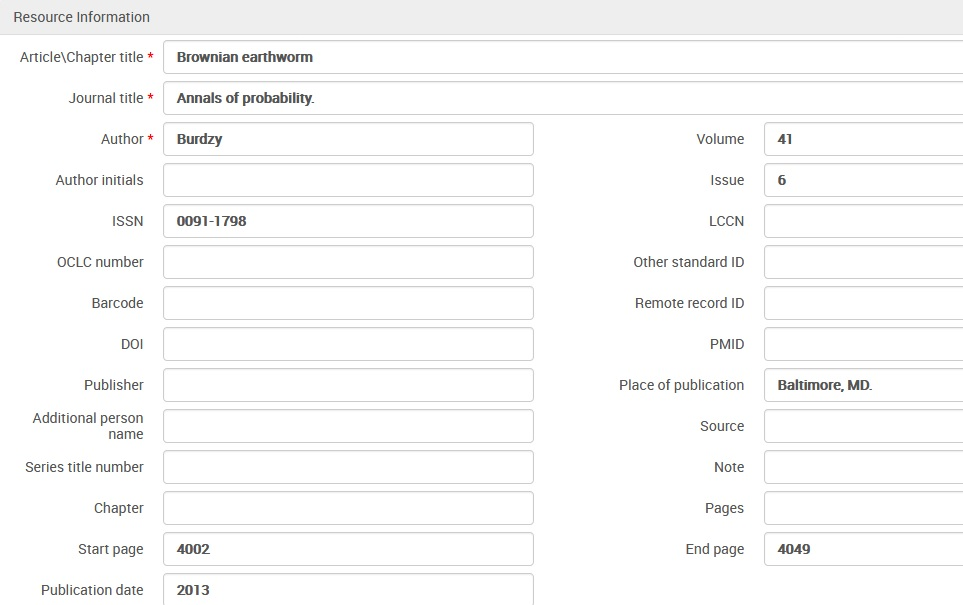 Resource Information
Article\Chapter title * Brownian earthworm
Journal title * Annals of probability.
Author * Burdzy Volume 41
Author initials Issue 6
ISSN 0091-1798 LCCN
OCLC number Other standard ID
Barcode Remote record ID
DOI PMID
Publisher Place of publication Baltimore, MD.
Additional person
name Source
Series title number Note
Chapter Pages
Start page 4002 End page 4049
Publication date 2013